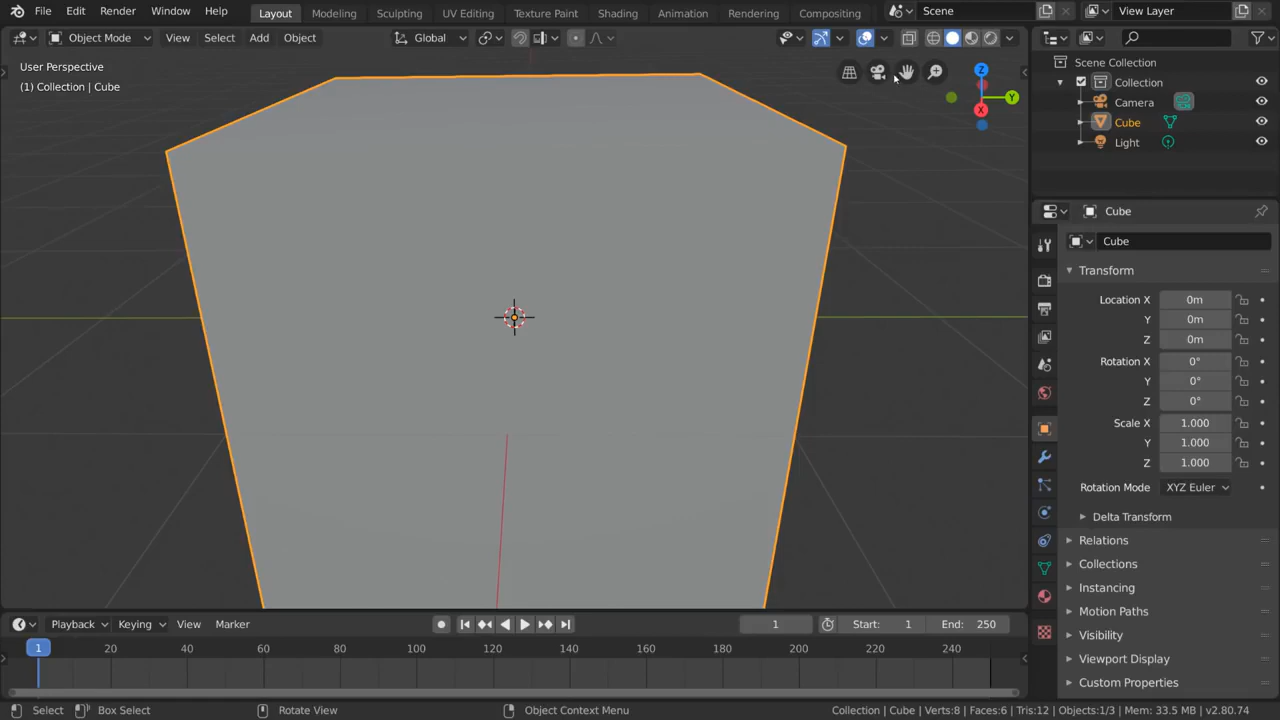 File Edit Render Window Help Layout Modeling Sculpting UV Editing Texture Paint Shading Animation Rendering Compositing Scene View Layer
Object Mode View Select Add Object Global
User Perspective
(1) Collection | Cube
Z
Y
X
Scene Collection
Collection
Camera
Cube
Light
Cube
Cube
Transform
Location X 0m
Y 0m
Z 0m
Rotation X 0°
Y 0°
Z 0°
Scale X 1.000
Y 1.000
Z 1.000
Rotation Mode XYZ Euler
Delta Transform
Relations
Collections
Instancing
Motion Paths
Visibility
Viewport Display
Custom Properties
Playback Keying View Marker 1 Start: 1 End: 250
1 20 40 60 80 100 120 140 160 180 200 220 240
Select Box Select Rotate View Object Context Menu Collection | Cube | Verts:8 | Faces:6 | Tris:12 | Objects:1/3 | Mem: 33.5 MB | v2.80.74